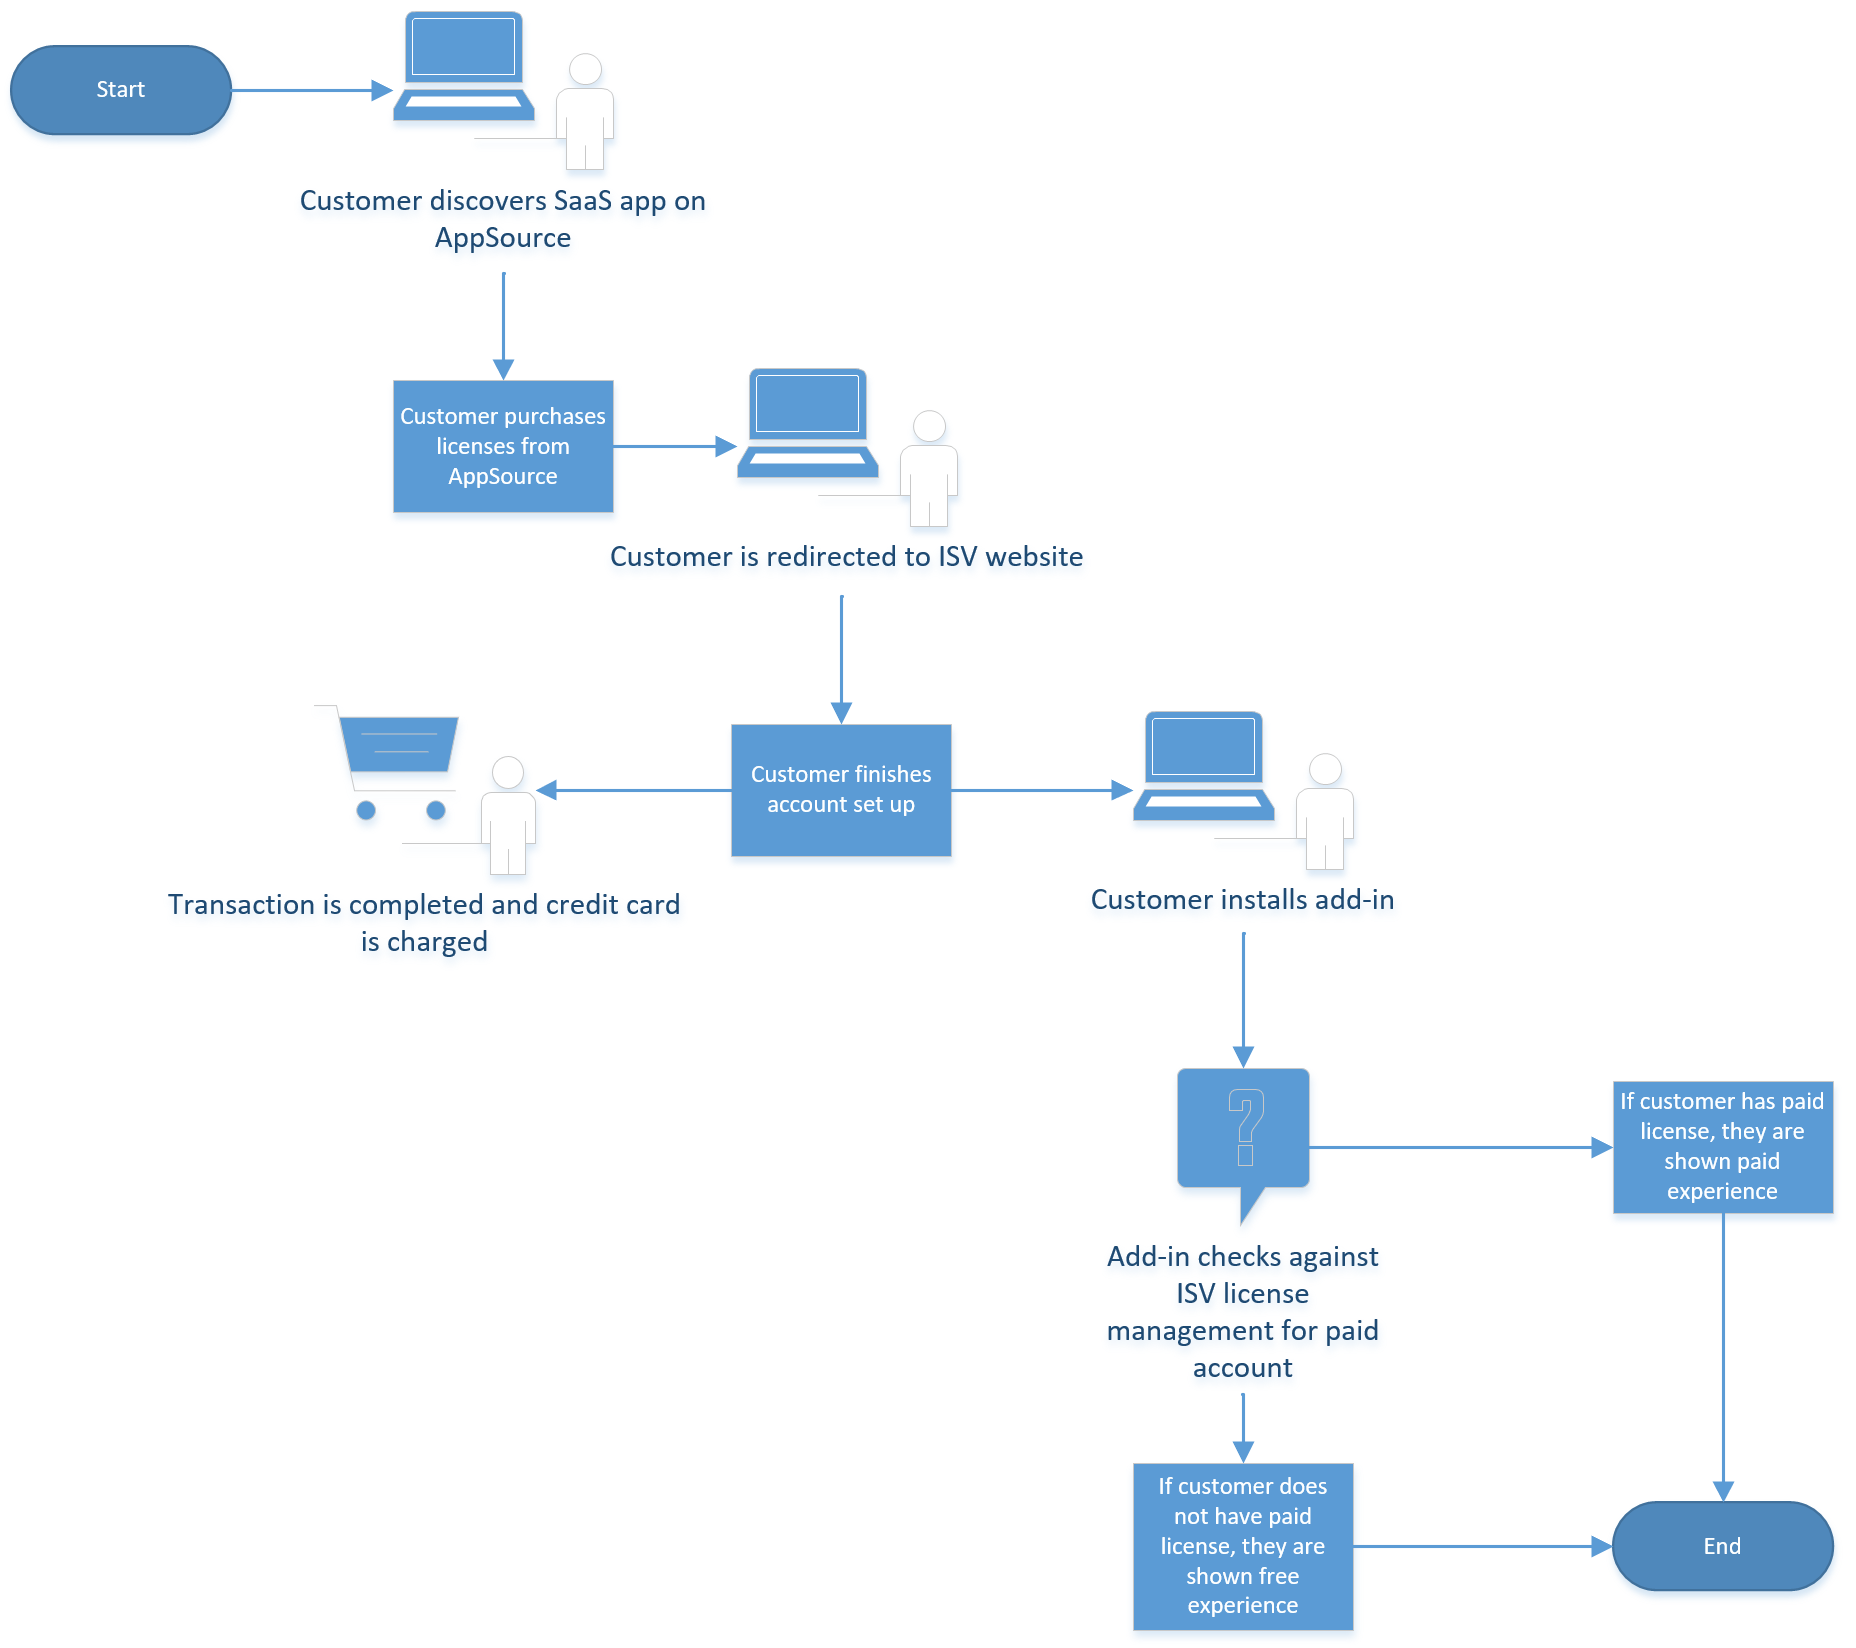 Start
Customer discovers SaaS app on
AppSource
Customer purchases
licenses from
AppSource
Customer is redirected to ISV website
Customer finishes
account set up
Transaction is completed and credit card
is charged
Customer installs add-in
?
Add-in checks against
ISV license
management for paid
account
If customer has paid
license, they are
shown paid
experience
If customer does
not have paid
license, they are
shown free
experience
End